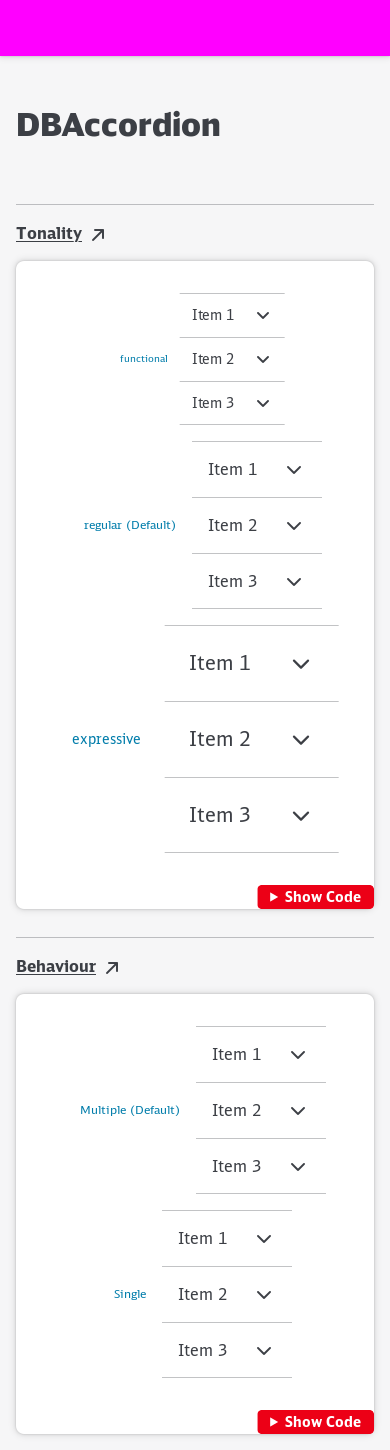 DBAccordion
Tonality
Item 1
functional Item 2
Item 3
Item 1
regular (Default) Item 2
Item 3
Item 1
expressive Item 2
Item 3
Show Code
Behaviour
Item 1
Multiple (Default) Item 2
Item 3
Item 1
Single Item 2
Item 3
Show Code